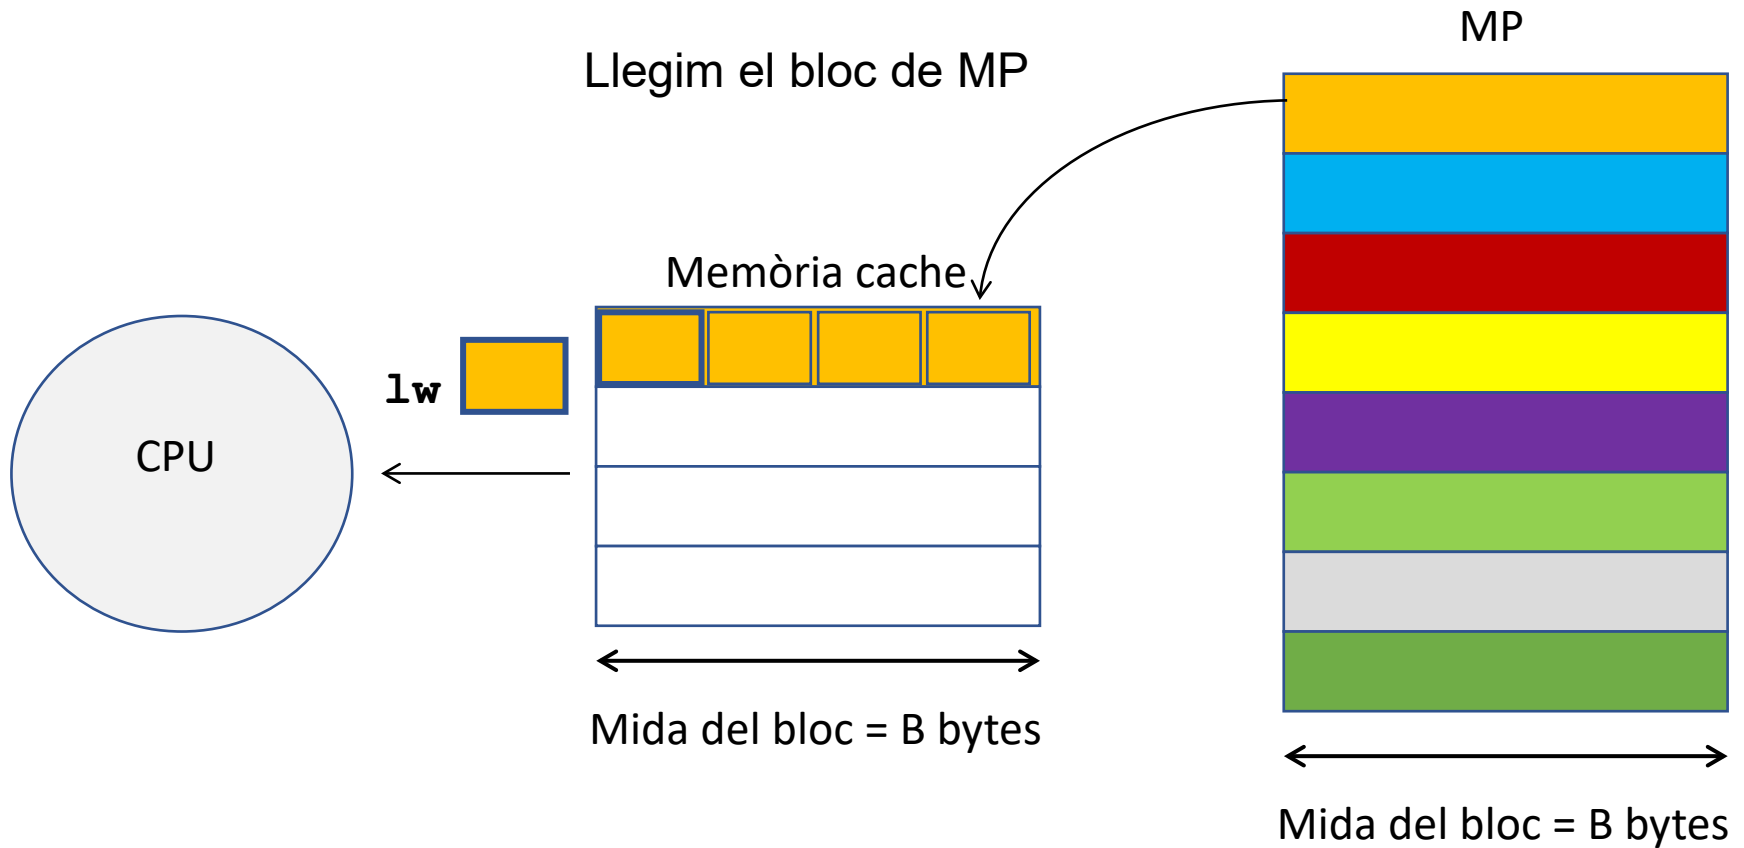 MP
Llegim el bloc de MP
Memòria cache
lw
CPU
Mida del bloc = B bytes
Mida del bloc = B bytes